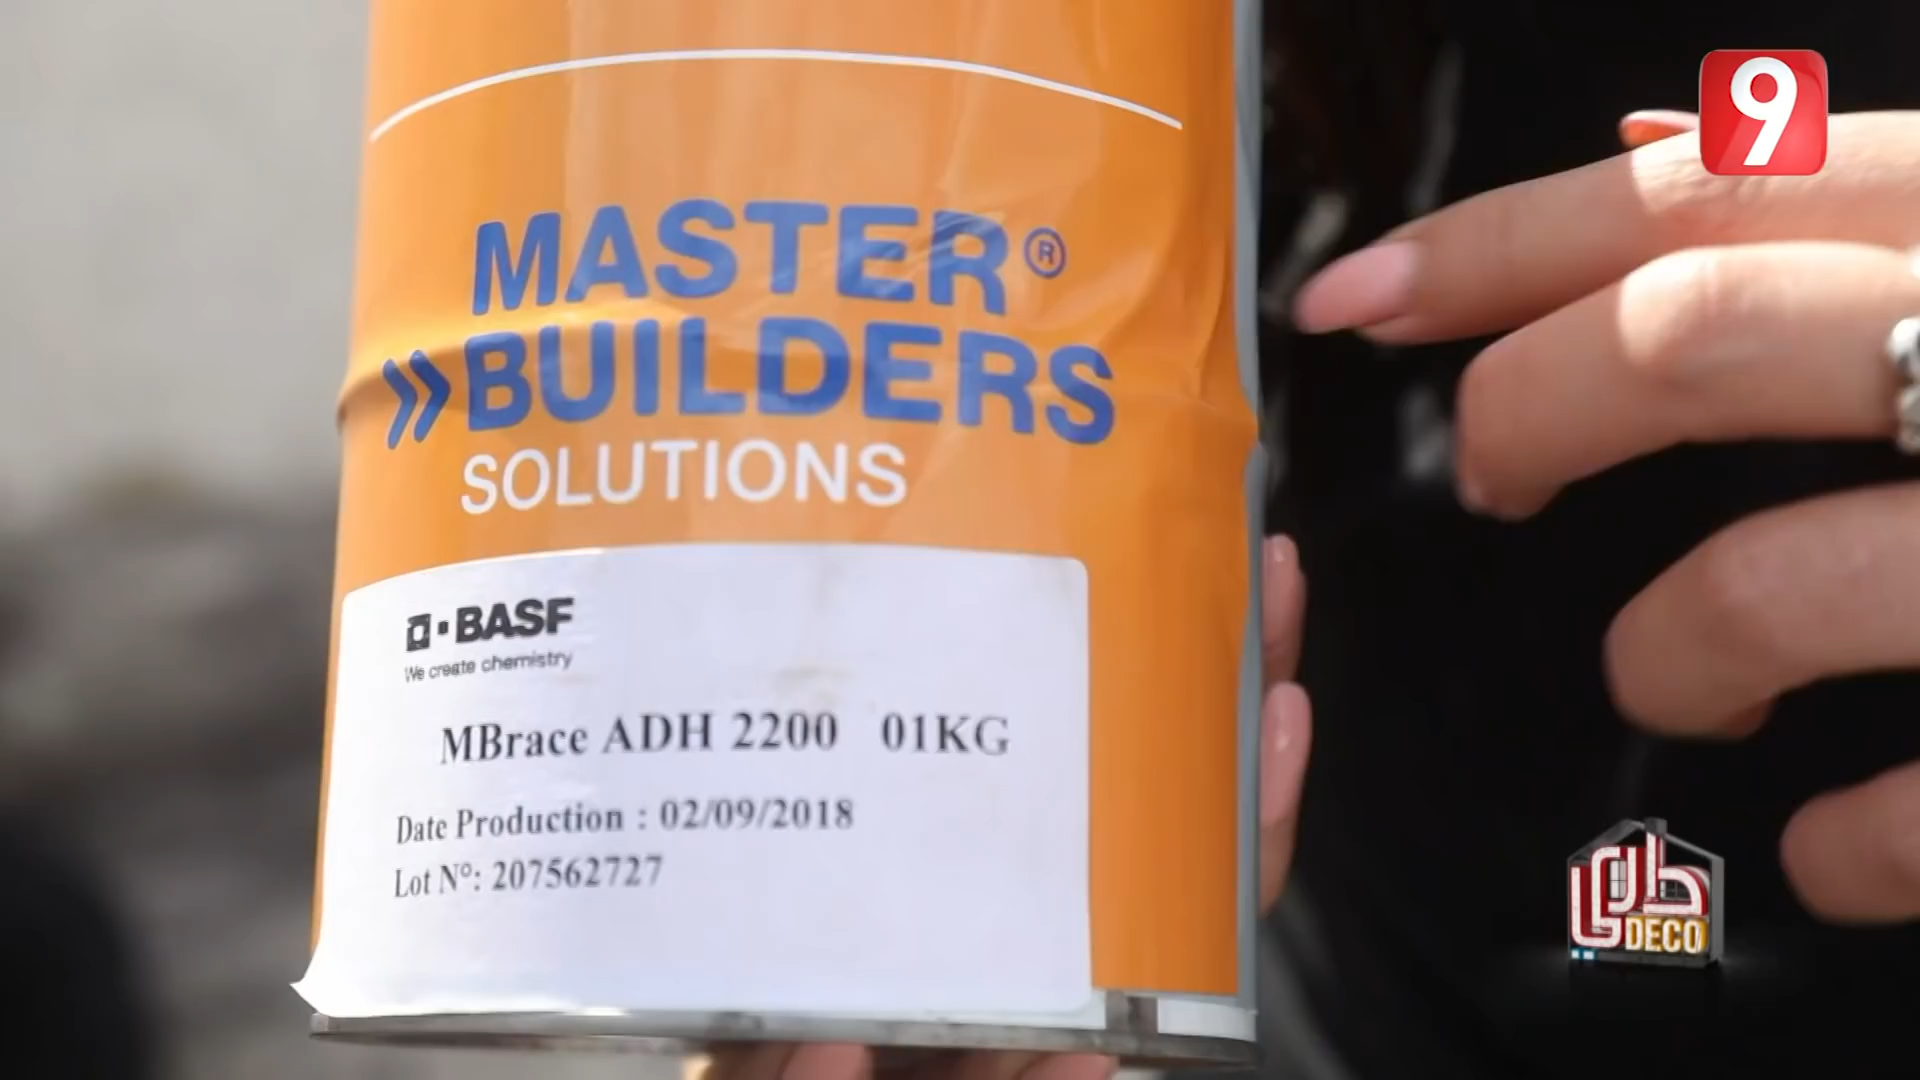 9
MASTER®
BUILDERS
SOLUTIONS
BASF
We create chemistry
MBrace ADH 2200 01KG
Date Production : 02/09/2018
Lot N°: 207562727
داري
DECO